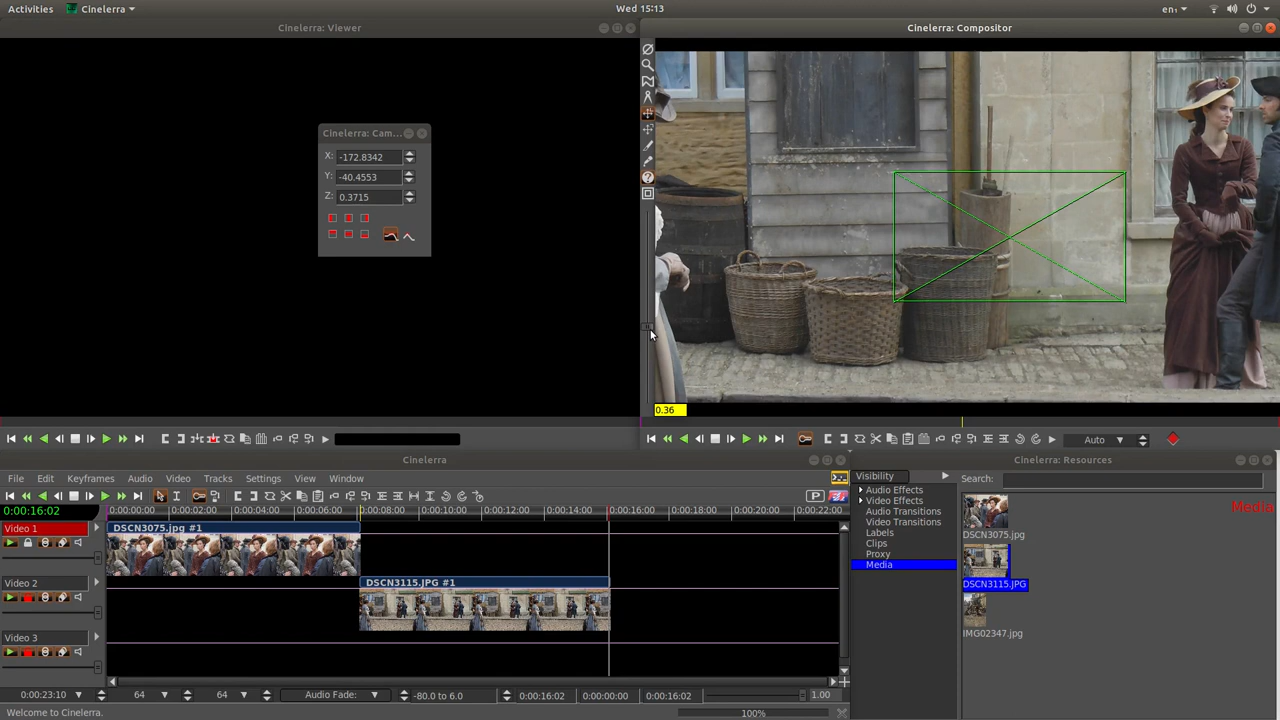 Activities Cinelerra Wed 15:13 en₁
Cinelerra: Viewer
Cinelerra: Compositor
Cinelerra: Cam...
X: -172.8342
Y: -40.4553
Z: 0.3715
0.36
Auto
Cinelerra
Cinelerra: Resources
File Edit Keyframes Audio Video Tracks Settings View Window
Visibility
Search:
P
0:00:16:02
0:00:00:00 0:00:02:00 0:00:04:00 0:00:06:00 0:00:08:00 0:00:10:00 0:00:12:00 0:00:14:00 0:00:16:00 0:00:18:00 0:00:20:00 0:00:22:00
Audio Effects
Video Effects
Audio Transitions
Video Transitions
Labels
Clips
Proxy
Media
Media
DSCN3075.jpg
DSCN3115.JPG
IMG02347.jpg
Video 1
DSCN3075.jpg #1
Video 2
DSCN3115.JPG #1
Video 3
0:00:23:10 64 64 Audio Fade: -80.0 to 6.0 0:00:16:02 0:00:00:00 0:00:16:02 1.00
Welcome to Cinelerra. 100%